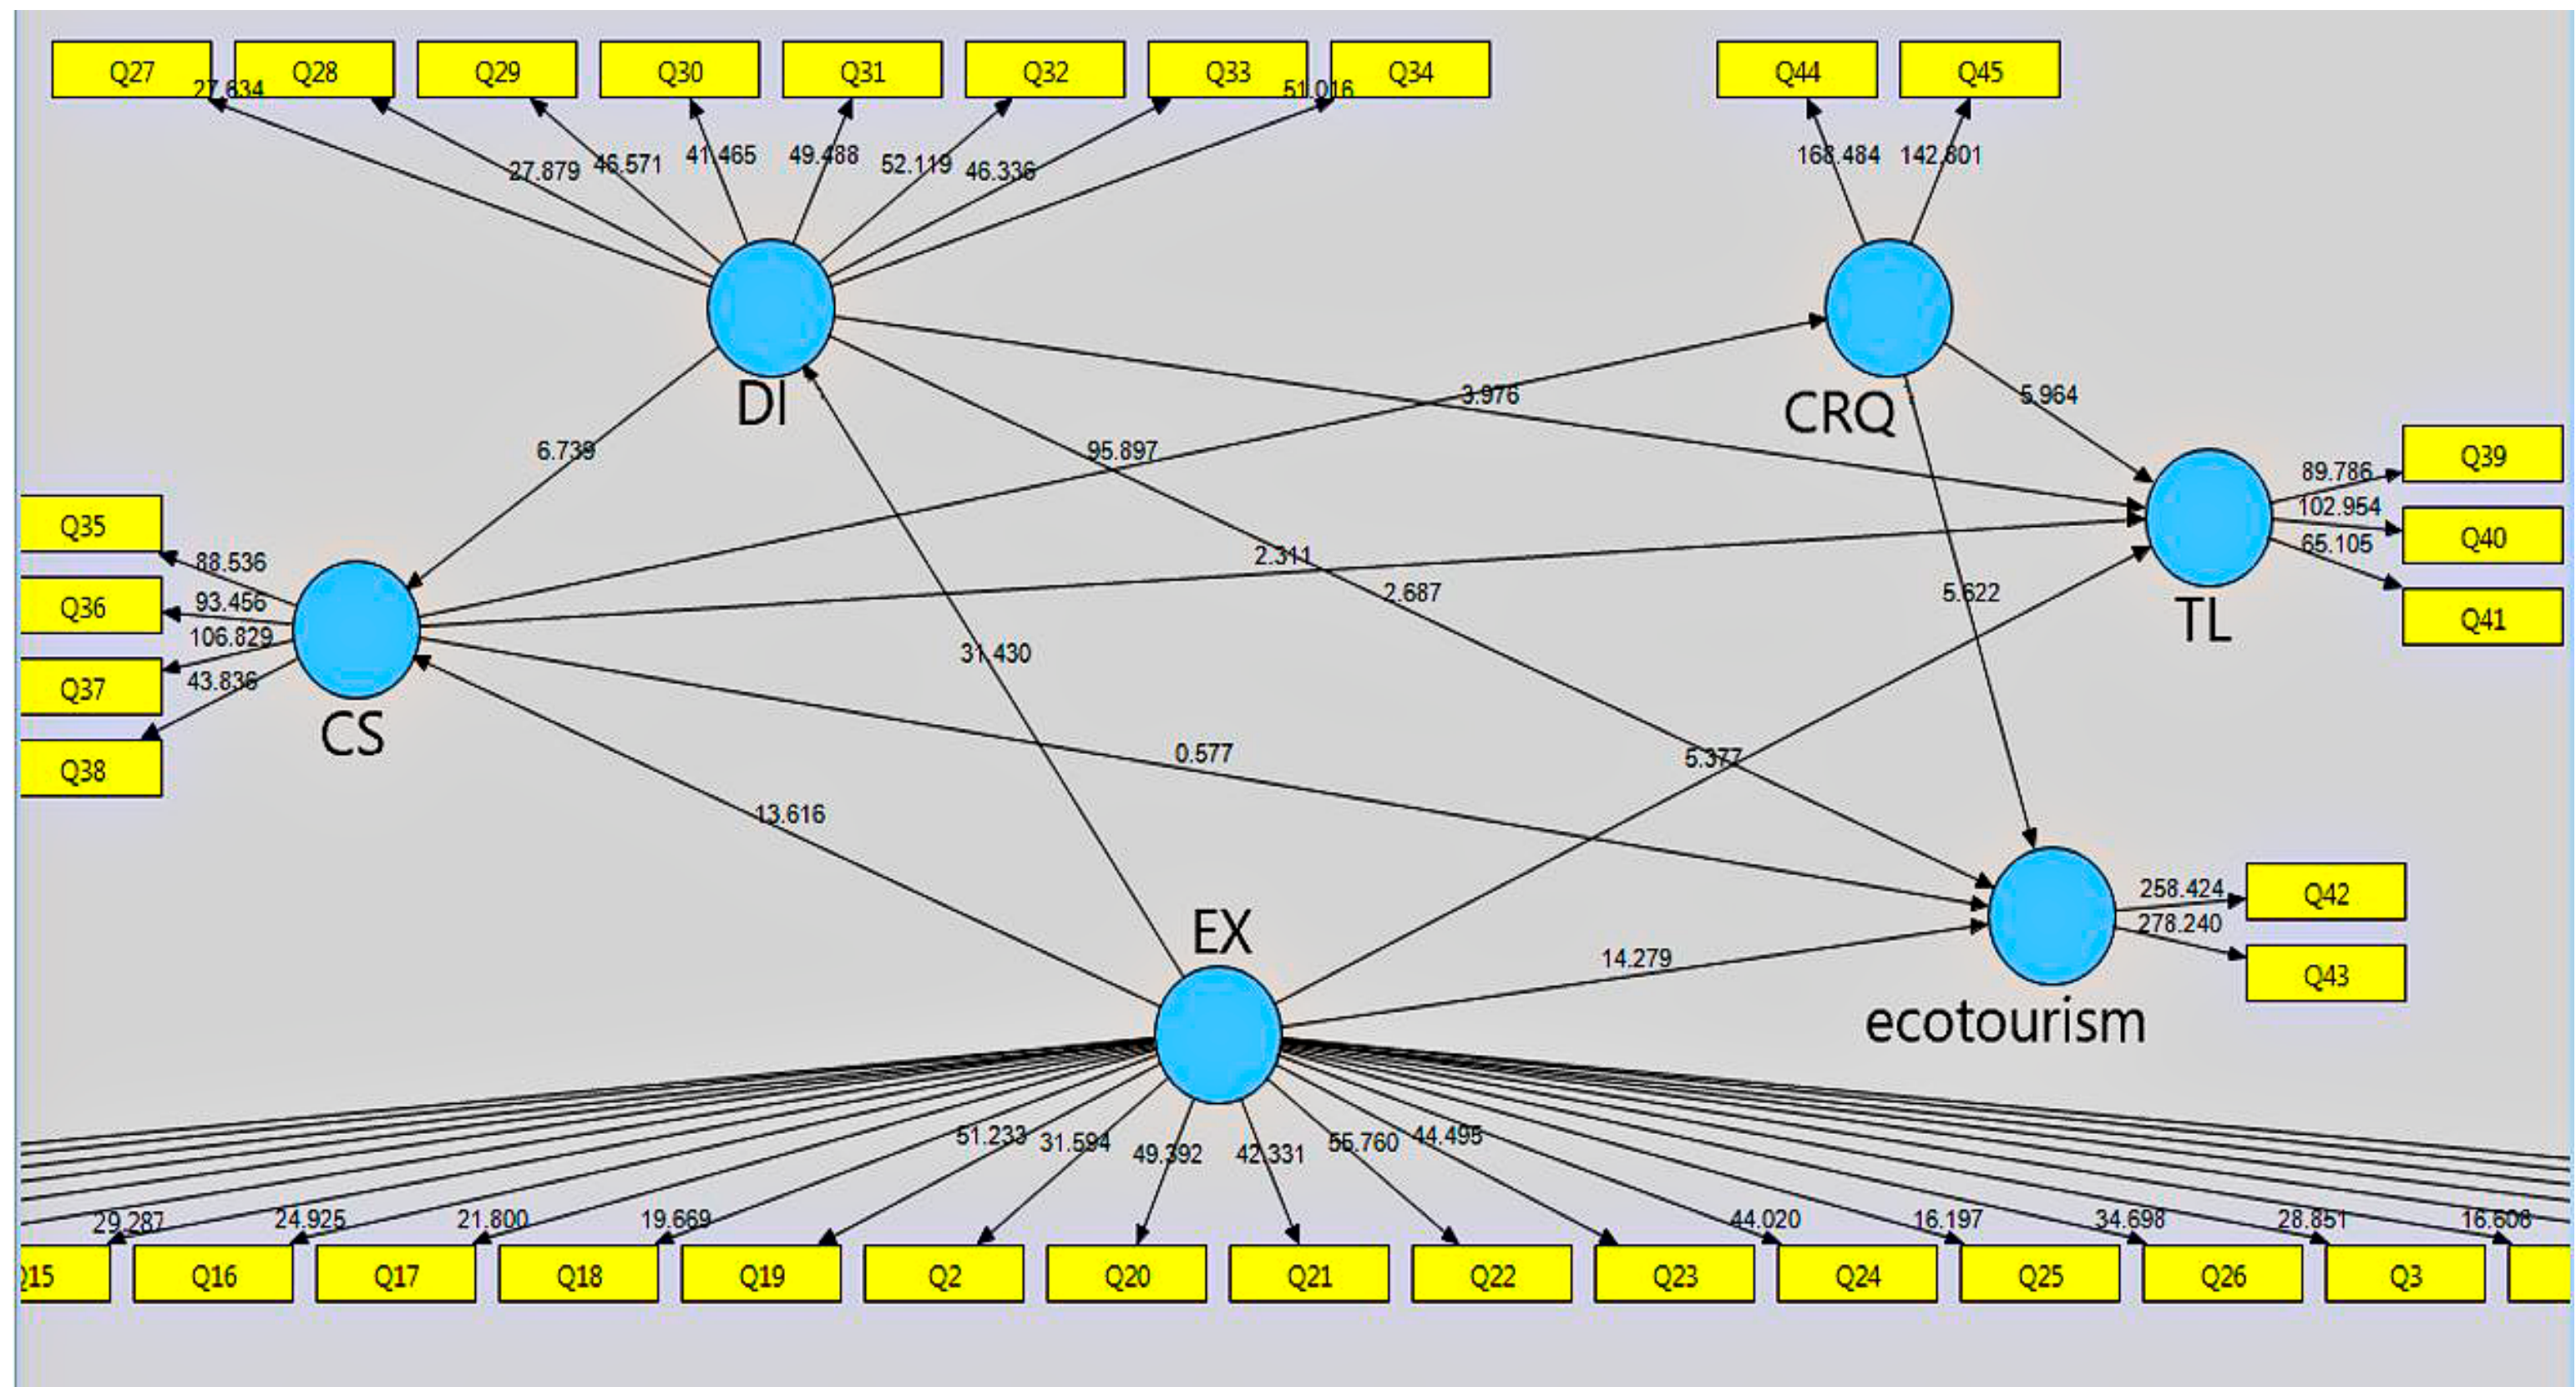 Q27 Q28 Q29 Q30 Q31 Q32 Q33 Q34 Q44 Q45
27.634 51.016
27.879 46.571 41.465 49.488 52.119 46.336 168.484 142.801
DI CRQ
3.976 5.964
6.739 95.897
Q39
89.786
102.954
Q40
65.105
Q41
TL
Q35
88.536
Q36
93.456
106.829
Q37
43.836
Q38
CS
2.311
2.687
5.622
31.430
0.577
5.377
13.616
EX
14.279
258.424
Q42
278.240
Q43
ecotourism
51.233 31.594 49.392 42.331 55.760 44.495
29.287 24.925 21.800 19.669 44.020 16.197 34.698 28.851 16.608
Q15 Q16 Q17 Q18 Q19 Q2 Q20 Q21 Q22 Q23 Q24 Q25 Q26 Q3